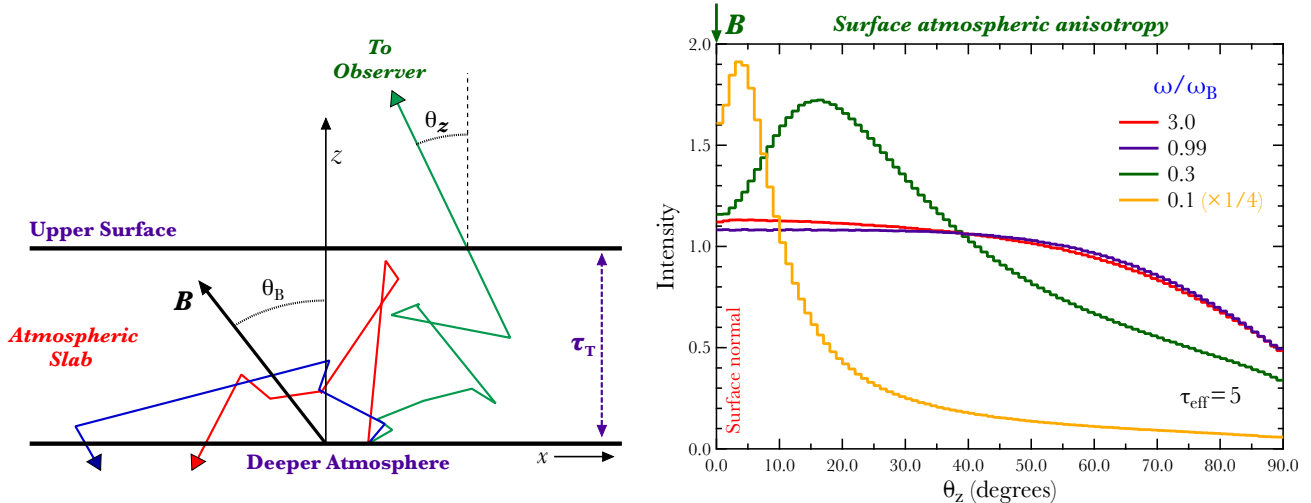 To
Observer
θz
z
Upper Surface
B
θB
Atmospheric
Slab
τT
Deeper Atmosphere
x
B
Surface atmospheric anisotropy
Intensity
2.0
1.5
1.0
0.5
0.0
ω/ωB
3.0
0.99
0.3
0.1 (×1/4)
Surface normal
τeff=5
0.0 10.0 20.0 30.0 40.0 50.0 60.0 70.0 80.0 90.0
θz (degrees)